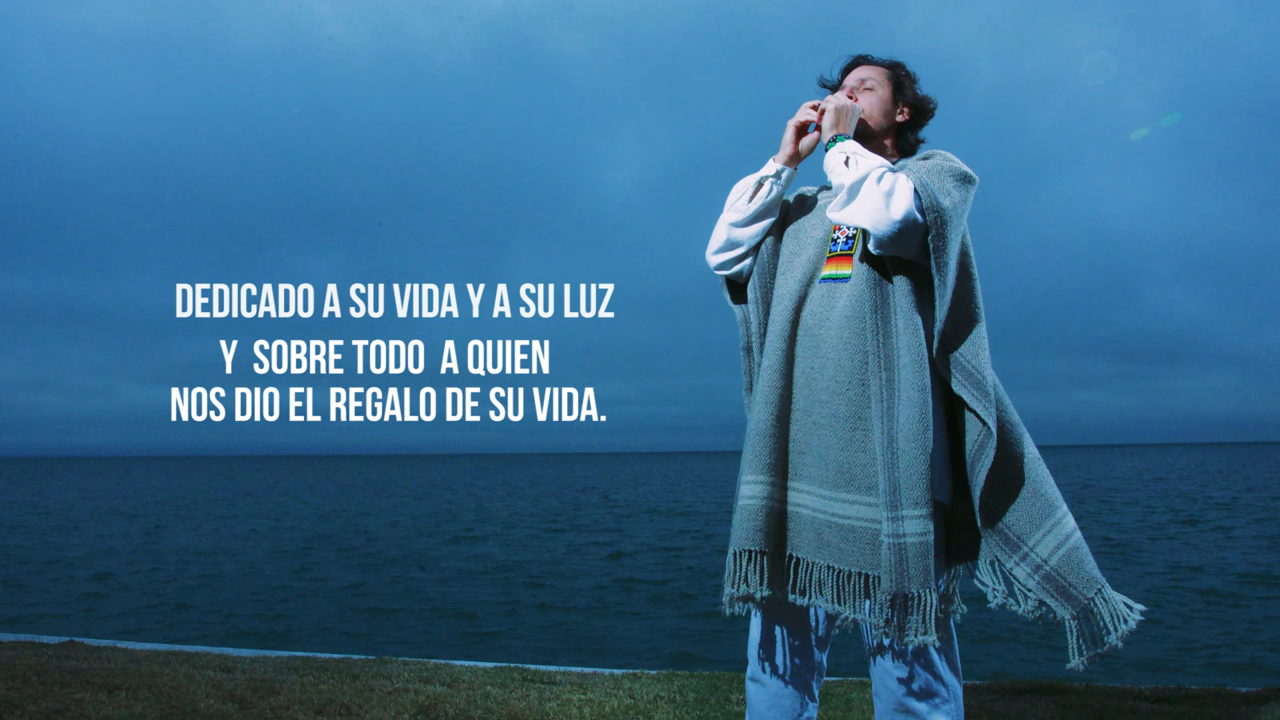 DEDICADO A SU VIDA Y A SU LUZ
Y SOBRE TODO A QUIEN
NOS DIO EL REGALO DE SU VIDA.